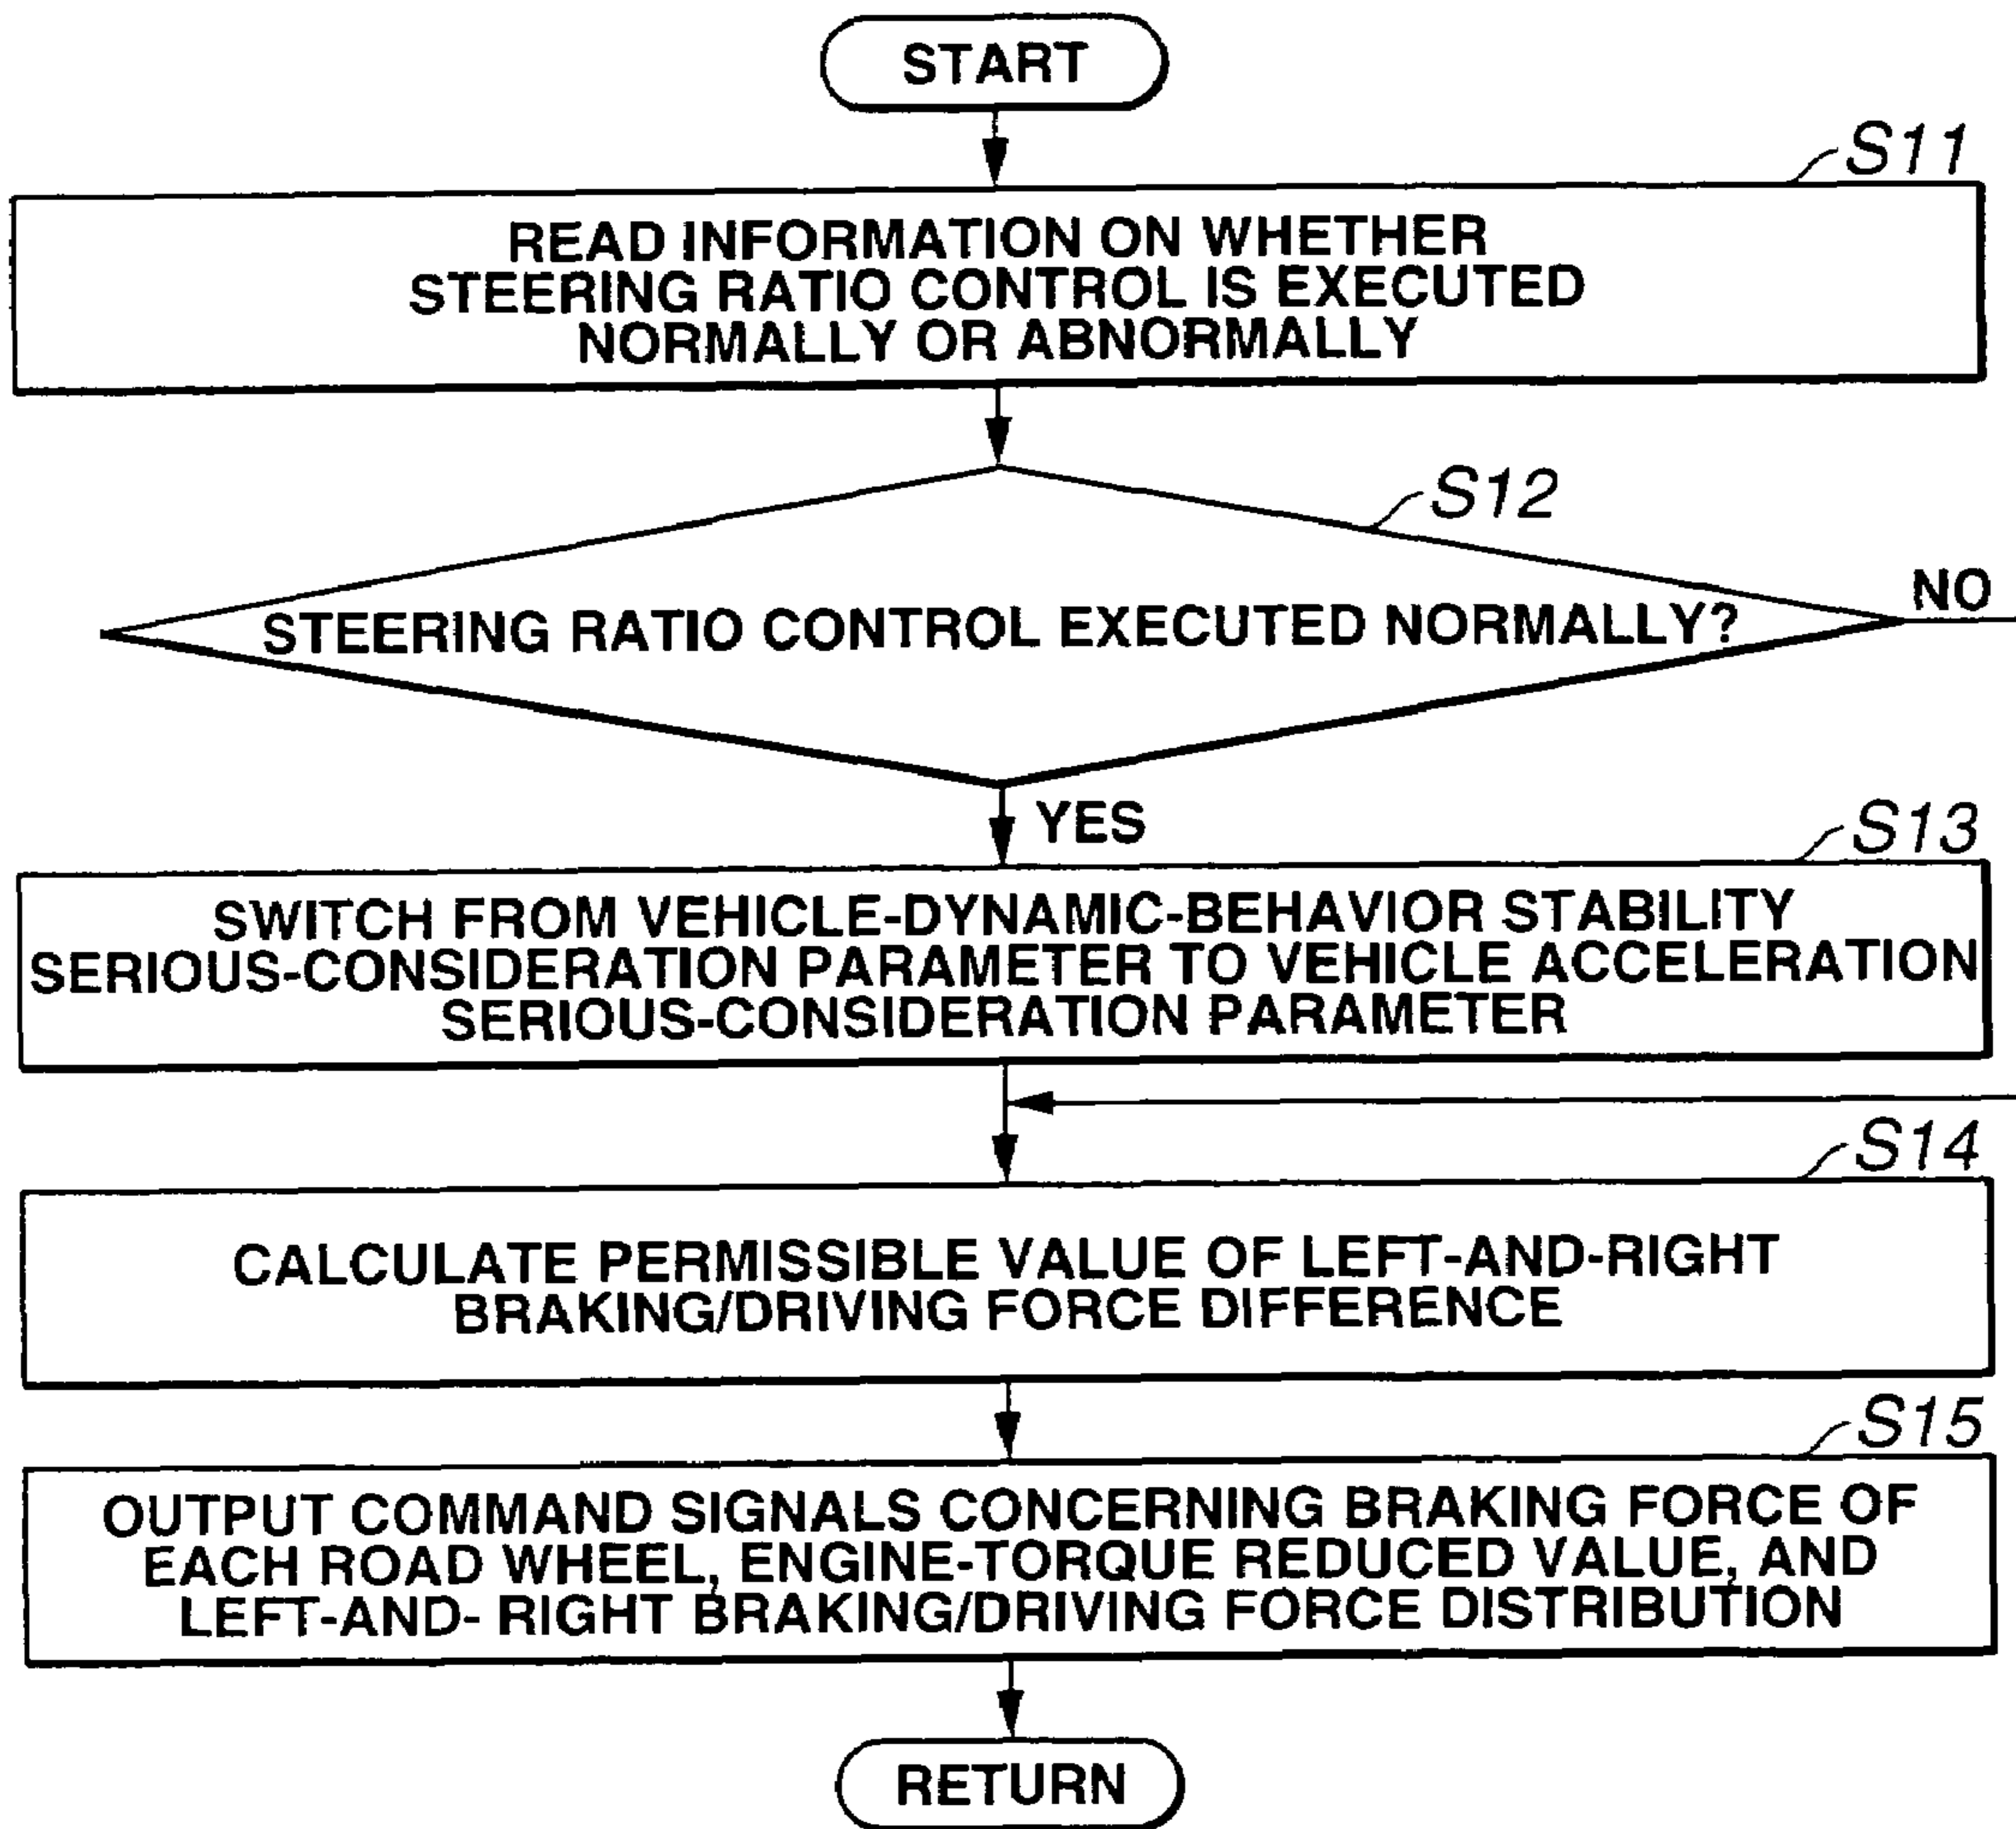 START
S11
READ INFORMATION ON WHETHER
STEERING RATIO CONTROL IS EXECUTED
NORMALLY OR ABNORMALLY
S12
STEERING RATIO CONTROL EXECUTED NORMALLY?
NO
YES
S13
SWITCH FROM VEHICLE-DYNAMIC-BEHAVIOR STABILITY
SERIOUS-CONSIDERATION PARAMETER TO VEHICLE ACCELERATION
SERIOUS-CONSIDERATION PARAMETER
S14
CALCULATE PERMISSIBLE VALUE OF LEFT-AND-RIGHT
BRAKING/DRIVING FORCE DIFFERENCE
S15
OUTPUT COMMAND SIGNALS CONCERNING BRAKING FORCE OF
EACH ROAD WHEEL, ENGINE-TORQUE REDUCED VALUE, AND
LEFT-AND- RIGHT BRAKING/DRIVING FORCE DISTRIBUTION
RETURN